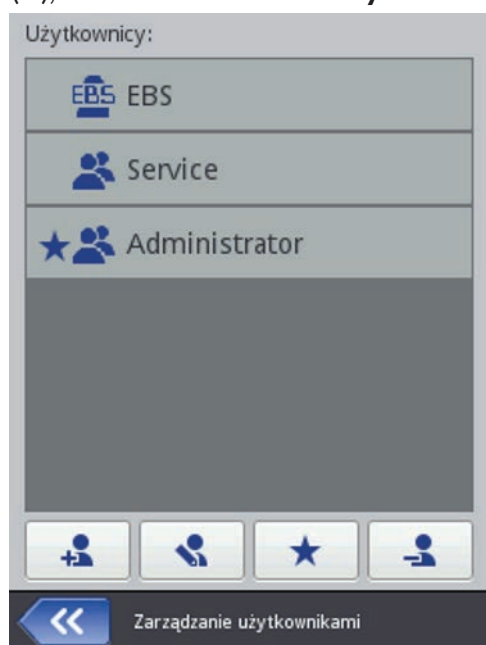 Użytkownicy:
EBS EBS
Service
Administrator
Zarządzanie użytkownikami